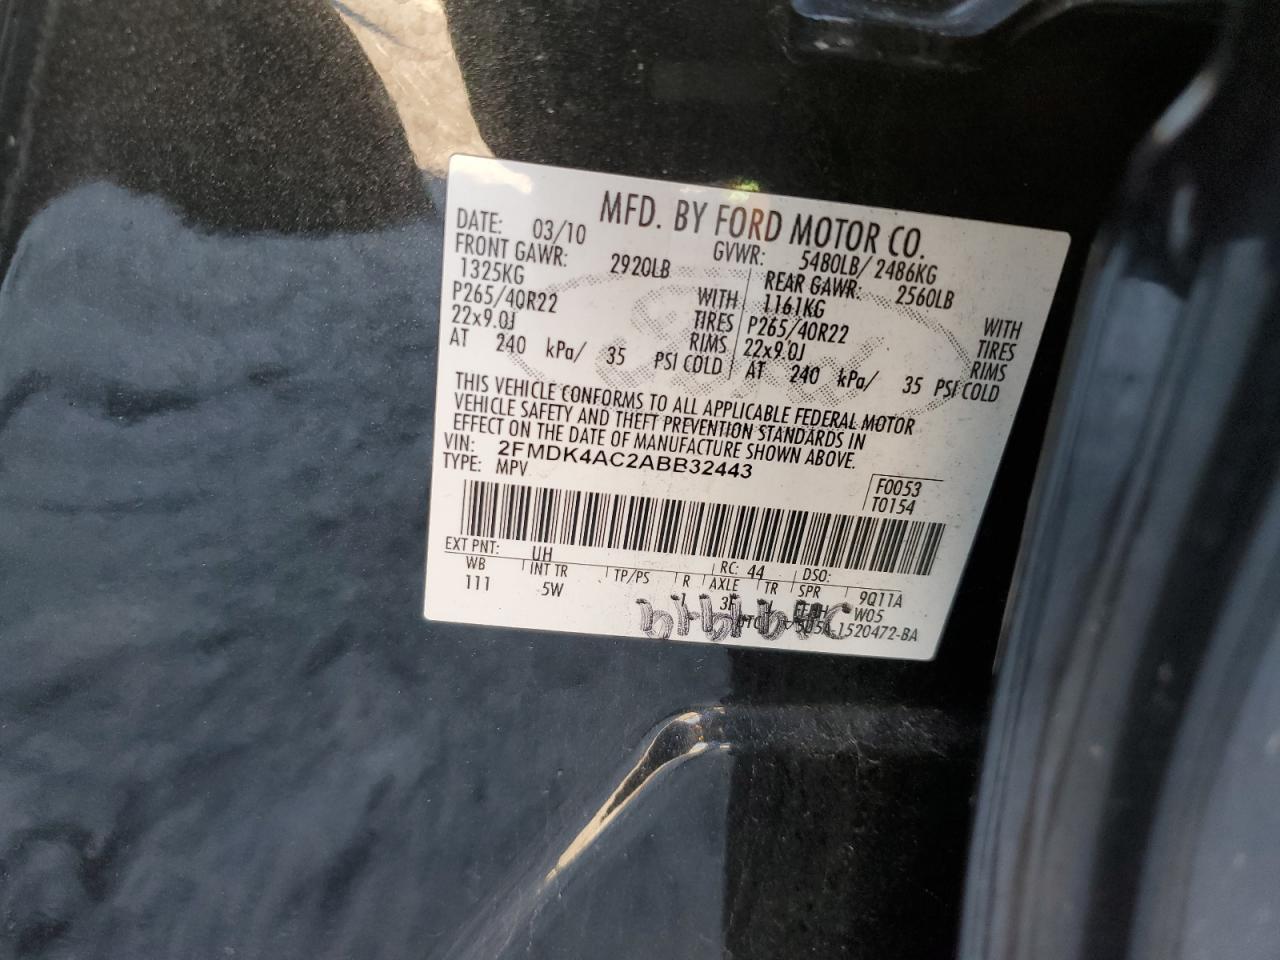 MFD. BY FORD MOTOR CO.
DATE: 03/10 GVWR: 5480LB/ 2486KG
FRONT GAWR: 2920LB REAR GAWR: 2560LB
1325KG WITH 1161KG WITH
P265/40R22 TIRES P265/40R22 TIRES
22x9.0J RIMS 22x9.0J RIMS
AT 240 kPa/ 35 PSI COLD AT 240 kPa/ 35 PSI COLD
THIS VEHICLE CONFORMS TO ALL APPLICABLE FEDERAL MOTOR
VEHICLE SAFETY AND THEFT PREVENTION STANDARDS IN
EFFECT ON THE DATE OF MANUFACTURE SHOWN ABOVE.
VIN: 2FMDK4AC2ABB32443
TYPE: MPV
F0053
T0154
EXT PNT: UH RC: 44 DSO:
WB INT TR TP/PS R AXLE TR SPR 9Q11A
111 5W W05
1520472-BA